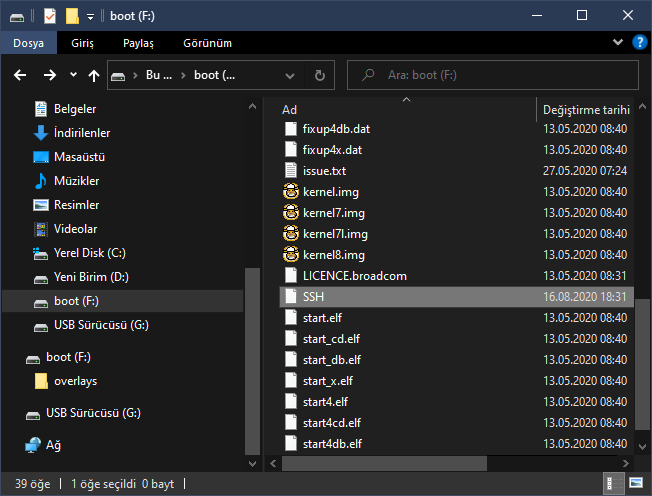 boot (F:)
Dosya Giriş Paylaş Görünüm
Bu ... boot (... Ara: boot (F:)
Belgeler
İndirilenler
Masaüstü
Müzikler
Resimler
Videolar
Yerel Disk (C:)
Yeni Birim (D:)
boot (F:)
USB Sürücüsü (G:)
boot (F:)
overlays
USB Sürücüsü (G:)
Ağ
Ad Değiştirme tarihi
fixup4db.dat 13.05.2020 08:40
fixup4x.dat 13.05.2020 08:40
issue.txt 27.05.2020 07:24
kernel.img 13.05.2020 08:40
kernel7.img 13.05.2020 08:40
kernel7l.img 13.05.2020 08:40
kernel8.img 13.05.2020 08:40
LICENCE.broadcom 13.05.2020 08:31
SSH 16.08.2020 18:31
start.elf 13.05.2020 08:40
start_cd.elf 13.05.2020 08:40
start_db.elf 13.05.2020 08:40
start_x.elf 13.05.2020 08:40
start4.elf 13.05.2020 08:40
start4cd.elf 13.05.2020 08:40
start4db.elf 13.05.2020 08:40
39 öğe 1 öğe seçildi 0 bayt